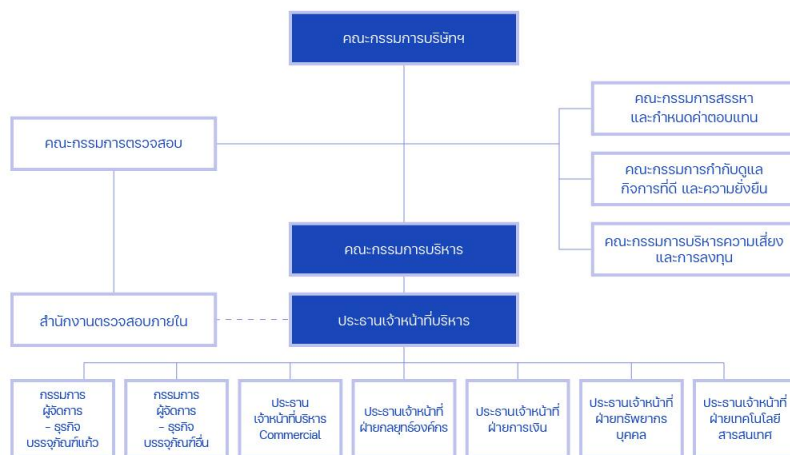 คณะกรรมการบริษัทฯ
คณะกรรมการสรรหา
และกำหนดค่าตอบแทน
คณะกรรมการตรวจสอบ
คณะกรรมการกำกับดูแล
กิจการที่ดี และความยั่งยืน
คณะกรรมการบริหารความเสี่ยง
และการลงทุน
คณะกรรมการบริหาร
สำนักงานตรวจสอบภายใน
ประธานเจ้าหน้าที่บริหาร
กรรมการ
ผู้จัดการ
- ธุรกิจ
บรรจุภัณฑ์แก้ว
กรรมการ
ผู้จัดการ
- ธุรกิจ
บรรจุภัณฑ์อื่น
ประธาน
เจ้าหน้าที่บริหาร
Commercial
ประธานเจ้าหน้าที่
ฝ่ายกลยุทธ์องค์กร
ประธานเจ้าหน้าที่
ฝ่ายการเงิน
ประธานเจ้าหน้าที่
ฝ่ายทรัพยากร
บุคคล
ประธานเจ้าหน้าที่
ฝ่ายเทคโนโลยี
สารสนเทศ